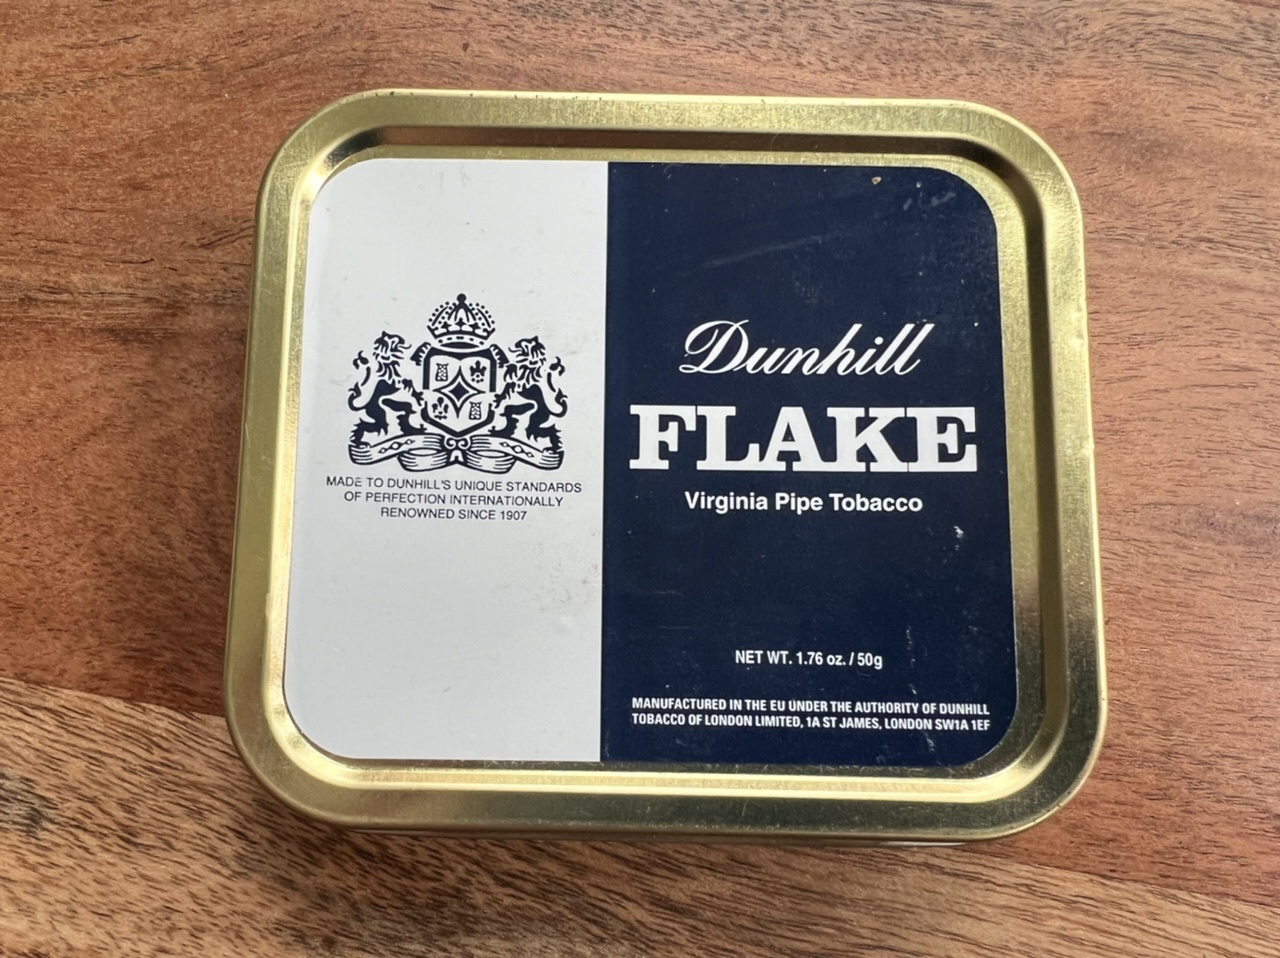 MADE TO DUNHILL'S UNIQUE STANDARDS
OF PERFECTION INTERNATIONALLY
RENOWNED SINCE 1907
Dunhill
FLAKE
Virginia Pipe Tobacco
NET WT. 1.76 oz. / 50g
MANUFACTURED IN THE EU UNDER THE AUTHORITY OF DUNHILL
TOBACCO OF LONDON LIMITED, 1A ST JAMES, LONDON SW1A 1EF